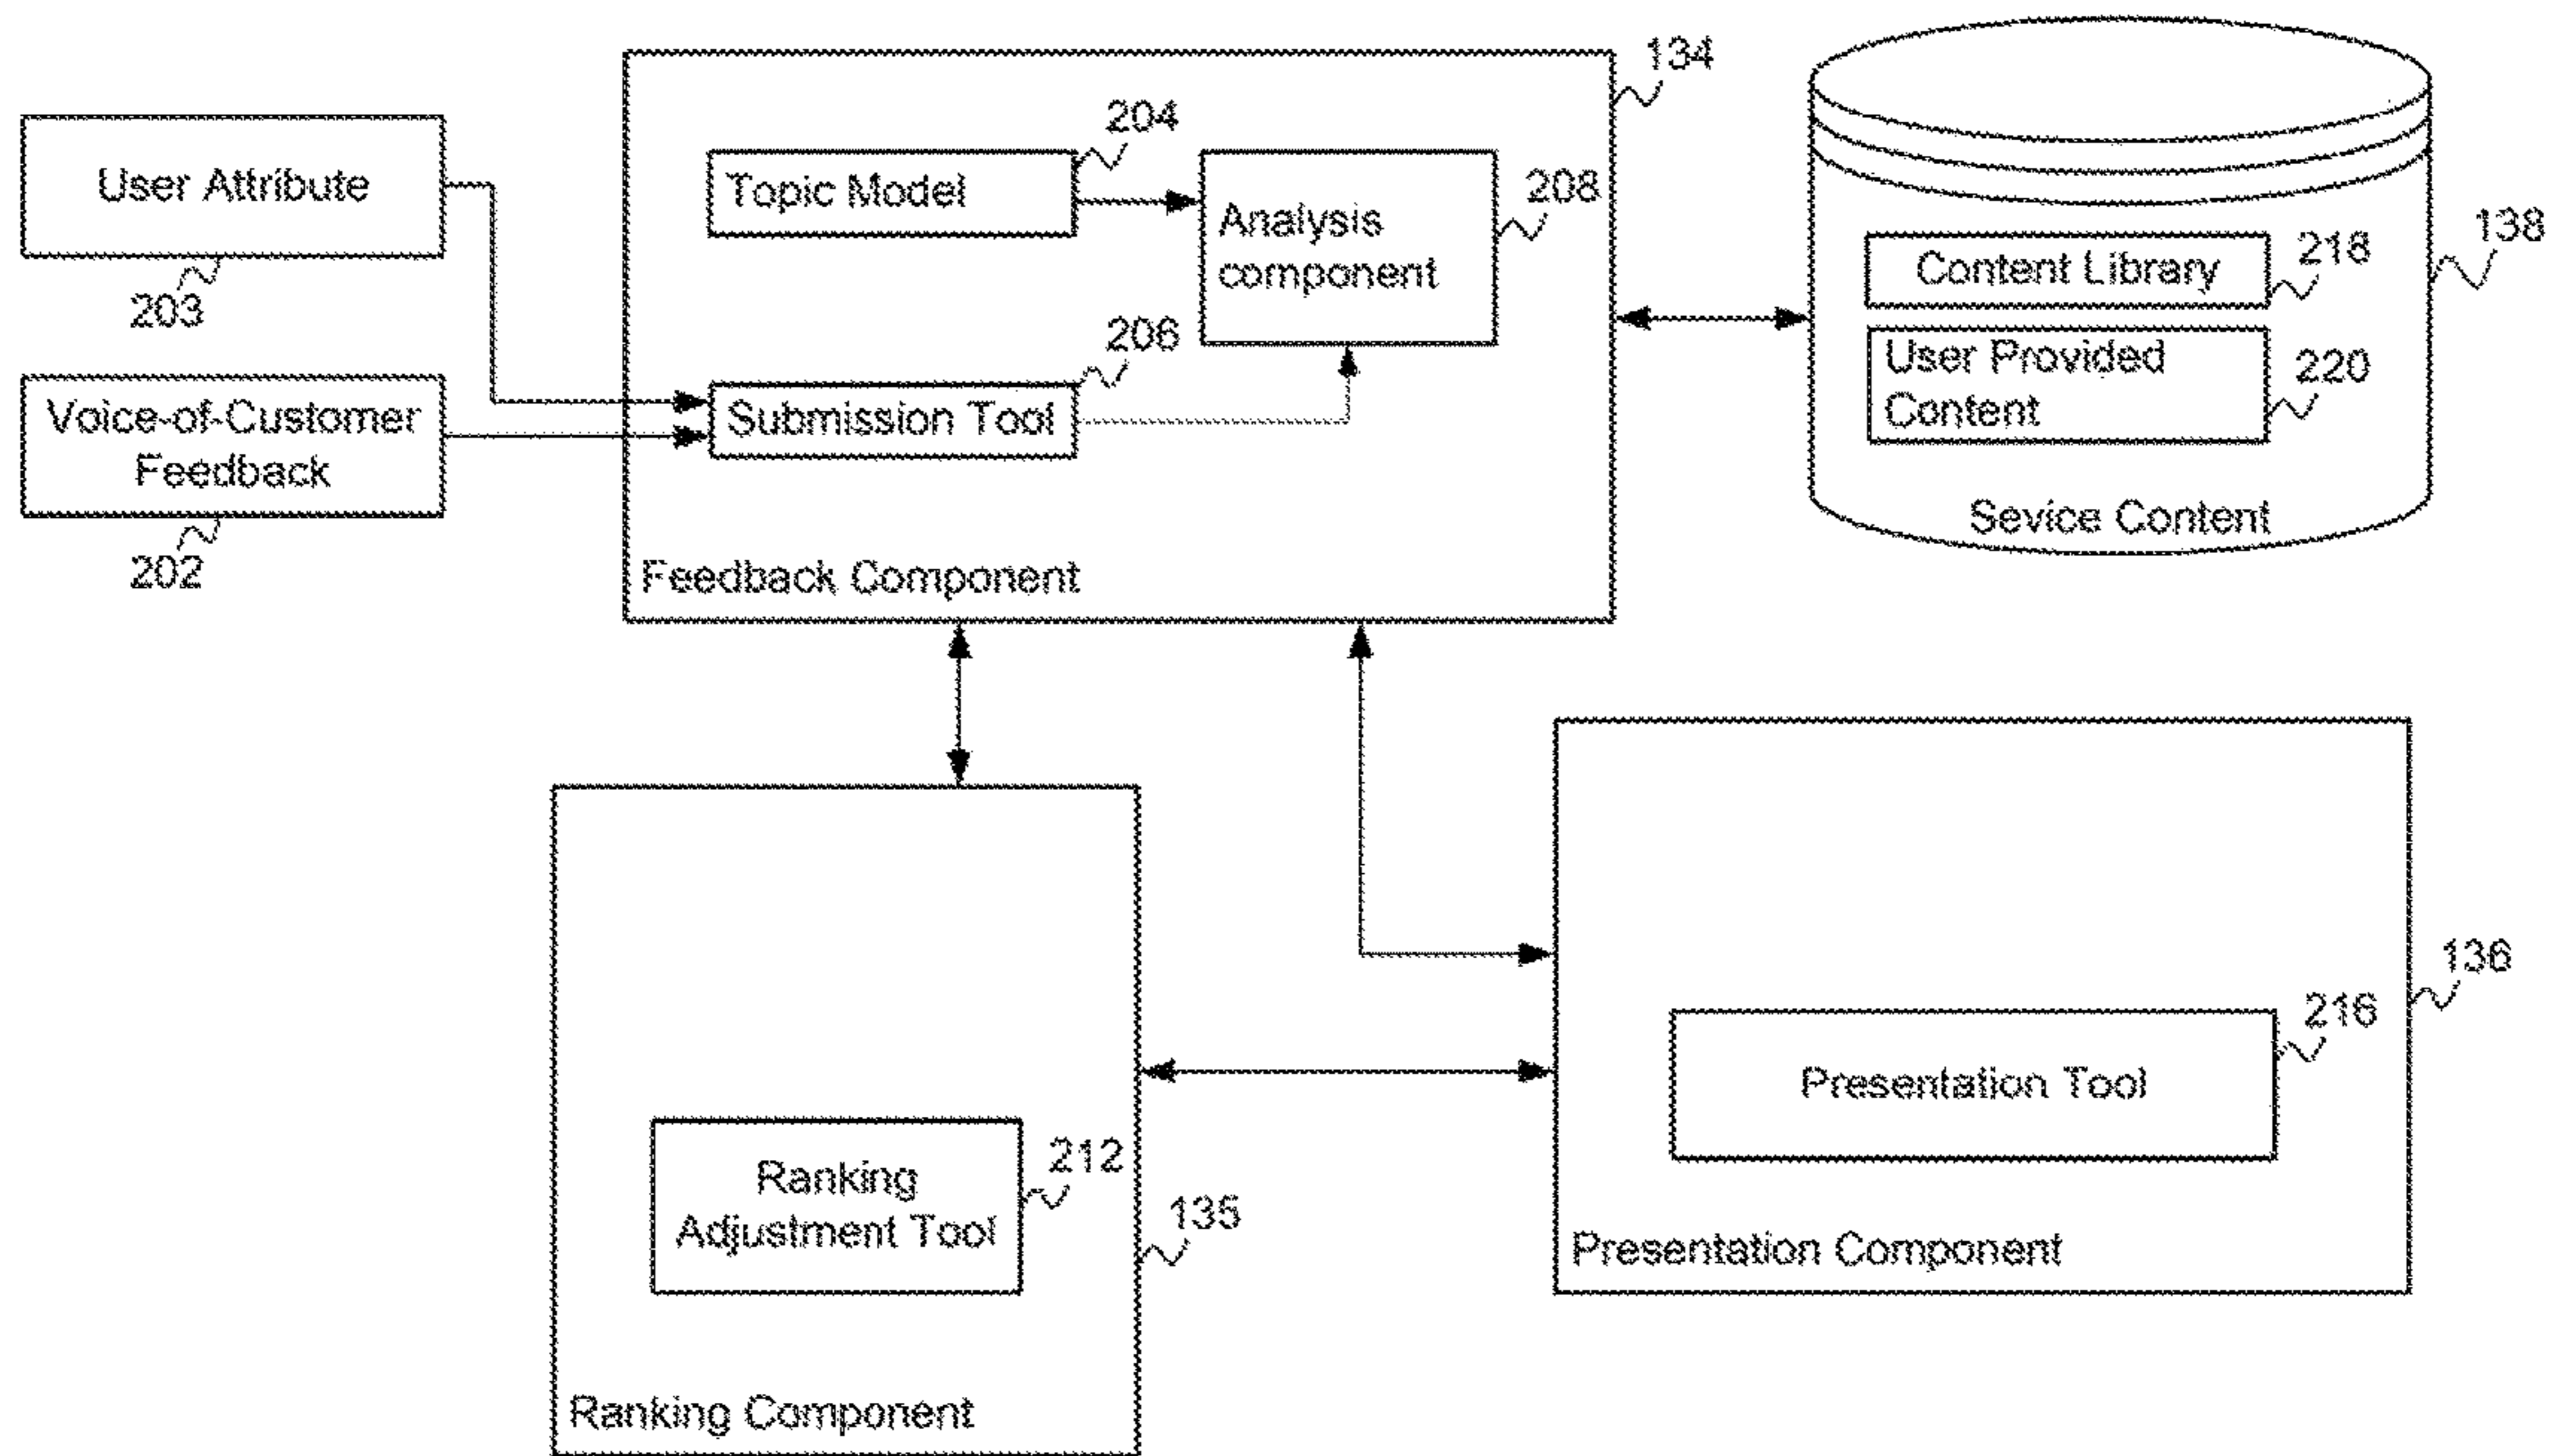 134
204
User Attribute
Topic Model
208
Analysis
component
138
Content Library
218
203
206
User Provided
Content
220
Voice-of-Customer
Feedback
Submission Tool
Sevice Content
202
Feedback Component
136
216
Presentation Tool
212
Ranking
Adjustment Tool
135
Presentation Component
Ranking Component